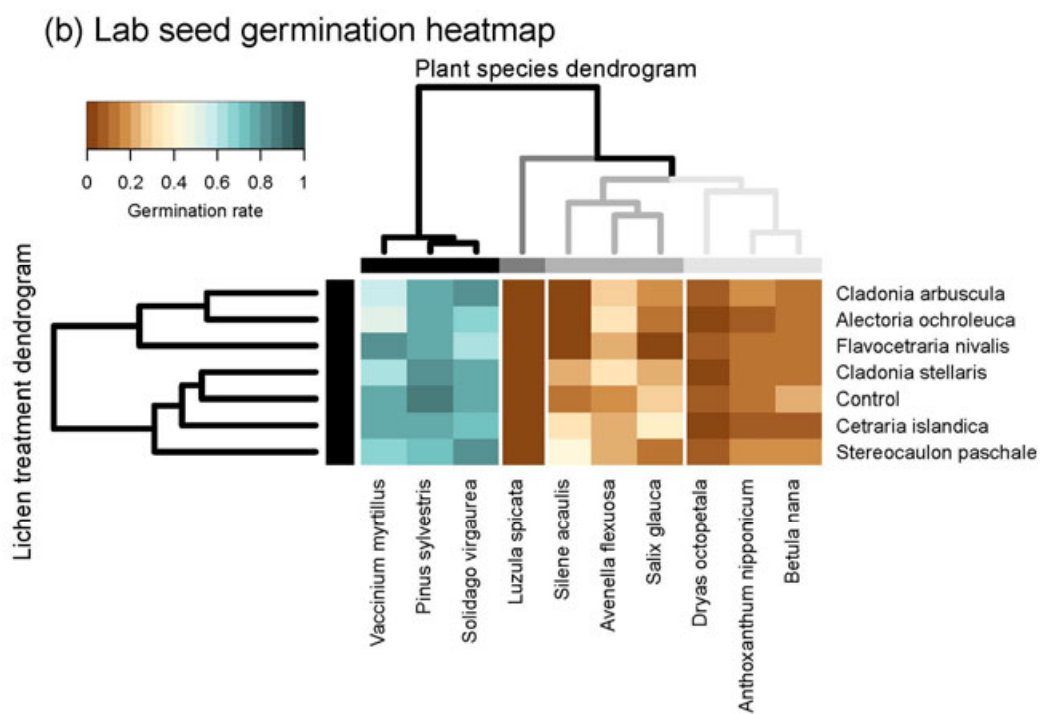 (b) Lab seed germination heatmap
Plant species dendrogram
0 0.2 0.4 0.6 0.8 1
Germination rate
Lichen treatment dendrogram
Cladonia arbuscula
Alectoria ochroleuca
Flavocetraria nivalis
Cladonia stellaris
Control
Cetraria islandica
Stereocaulon paschale
Vaccinium myrtillus
Pinus sylvestris
Solidago virgaurea
Luzula spicata
Silene acaulis
Avenella flexuosa
Salix glauca
Dryas octopetala
Anthoxanthum nipponicum
Betula nana